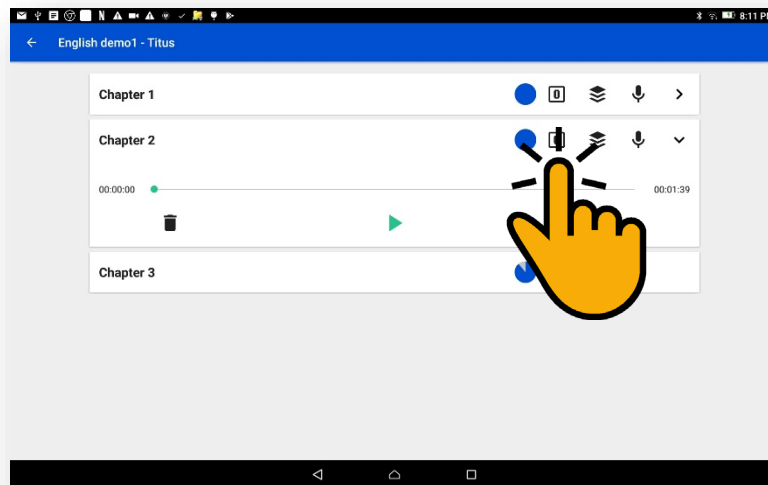 8:11 PM
English demo1 - Titus
Chapter 1
0
Chapter 2
00:00:00
00:01:39
Chapter 3